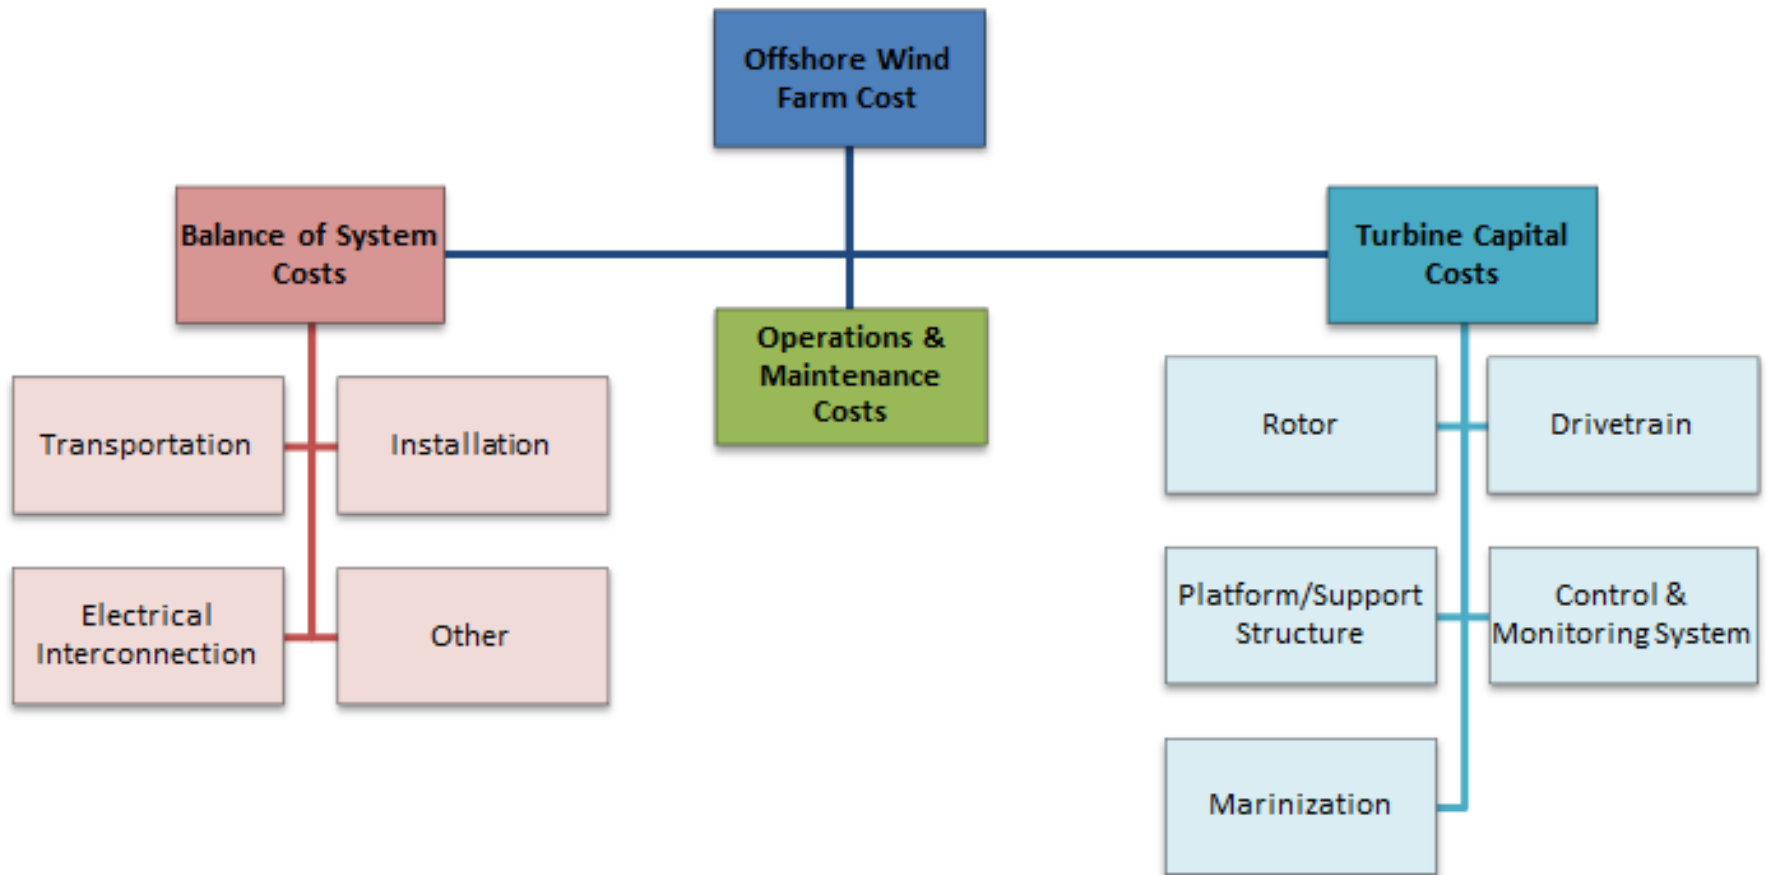 Offshore Wind
Farm Cost
Balance of System
Costs
Turbine Capital
Costs
Operations &
Maintenance
Costs
Transportation
Installation
Electrical
Interconnection
Other
Rotor
Drivetrain
Platform/Support
Structure
Control &
Monitoring System
Marinization